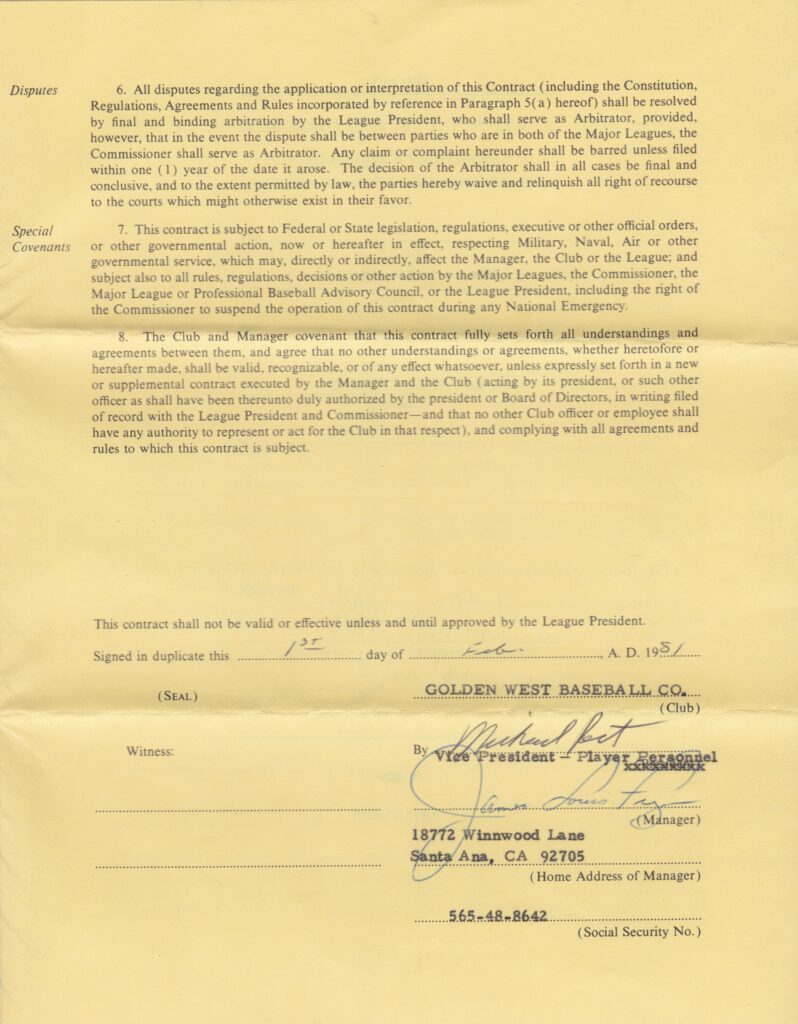 Disputes
6. All disputes regarding the application or interpretation of this Contract (including the Constitution,
Regulations, Agreements and Rules incorporated by reference in Paragraph 5(a) hereof) shall be resolved
by final and binding arbitration by the League President, who shall serve as Arbitrator, provided,
however, that in the event the dispute shall be between parties who are in both of the Major Leagues, the
Commissioner shall serve as Arbitrator. Any claim or complaint hereunder shall be barred unless filed
within one (1) year of the date it arose. The decision of the Arbitrator shall in all cases be final and
conclusive, and to the extent permitted by law, the parties hereby waive and relinquish all right of recourse
to the courts which might otherwise exist in their favor.
Special
Covenants
7. This contract is subject to Federal or State legislation, regulations, executive or other official orders,
or other governmental action, now or hereafter in effect, respecting Military, Naval, Air or other
governmental service, which may, directly or indirectly, affect the Manager, the Club or the League; and
subject also to all rules, regulations, decisions or other action by the Major Leagues, the Commissioner, the
Major League or Professional Baseball Advisory Council, or the League President, including the right of
the Commissioner to suspend the operation of this contract during any National Emergency.
8. The Club and Manager covenant that this contract fully sets forth all understandings and
agreements between them, and agree that no other understandings or agreements, whether heretofore or
hereafter made, shall be valid, recognizable, or of any effect whatsoever, unless expressly set forth in a new
or supplemental contract executed by the Manager and the Club (acting by its president, or such other
officer as shall have been thereunto duly authorized by the president or Board of Directors, in writing filed
of record with the League President and Commissioner—and that no other Club officer or employee shall
have any authority to represent or act for the Club in that respect), and complying with all agreements and
rules to which this contract is subject.
This contract shall not be valid or effective unless and until approved by the League President.
Signed in duplicate this 1ST day of Feb. , A. D. 1981
(SEAL)
GOLDEN WEST BASEBALL CO.
(Club)
Witness:
By Michael Port
Vice President - Player Personnel
xxxxxxxxx
James Louis
(Manager)
18772 Winnwood Lane
Santa Ana, CA 92705
(Home Address of Manager)
565-48-8642
(Social Security No.)